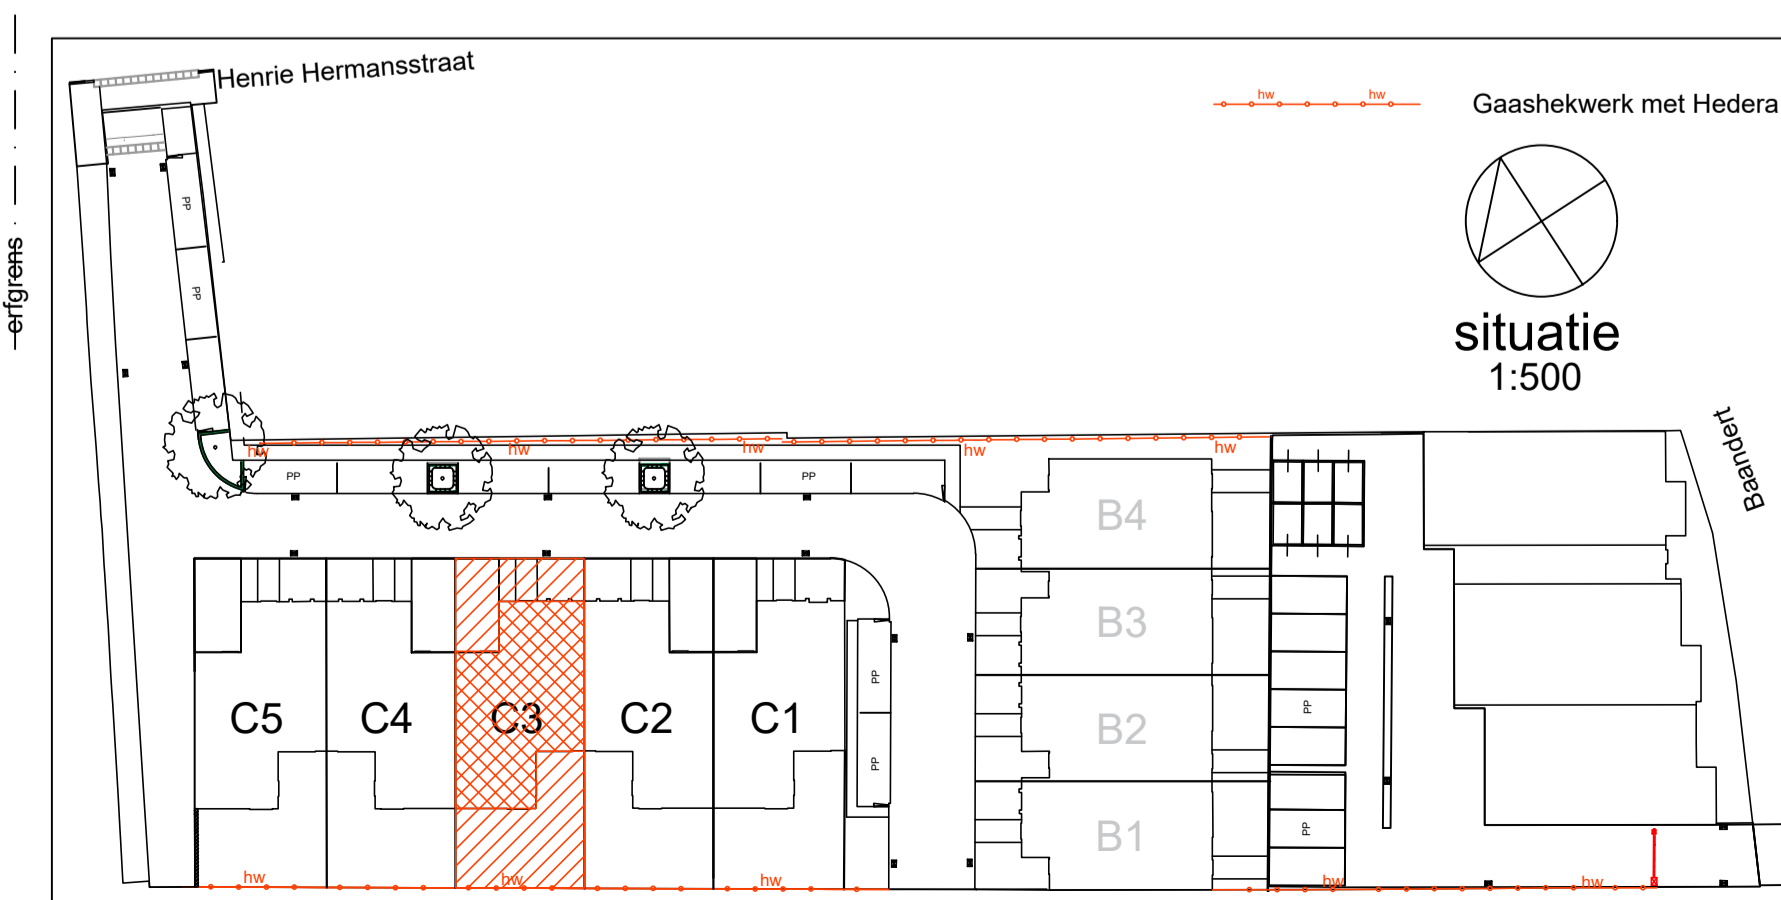 Henrie Hermansstraat
hw hw
Gaashekwerk met Hedera
situatie
1:500
erfgrens
Baandert
PP
PP
hw hw hw hw hw
PP PP
B4
B3
B2
B1
C5 C4 C3 C2 C1
PP
PP
PP
PP
hw hw hw hw hw